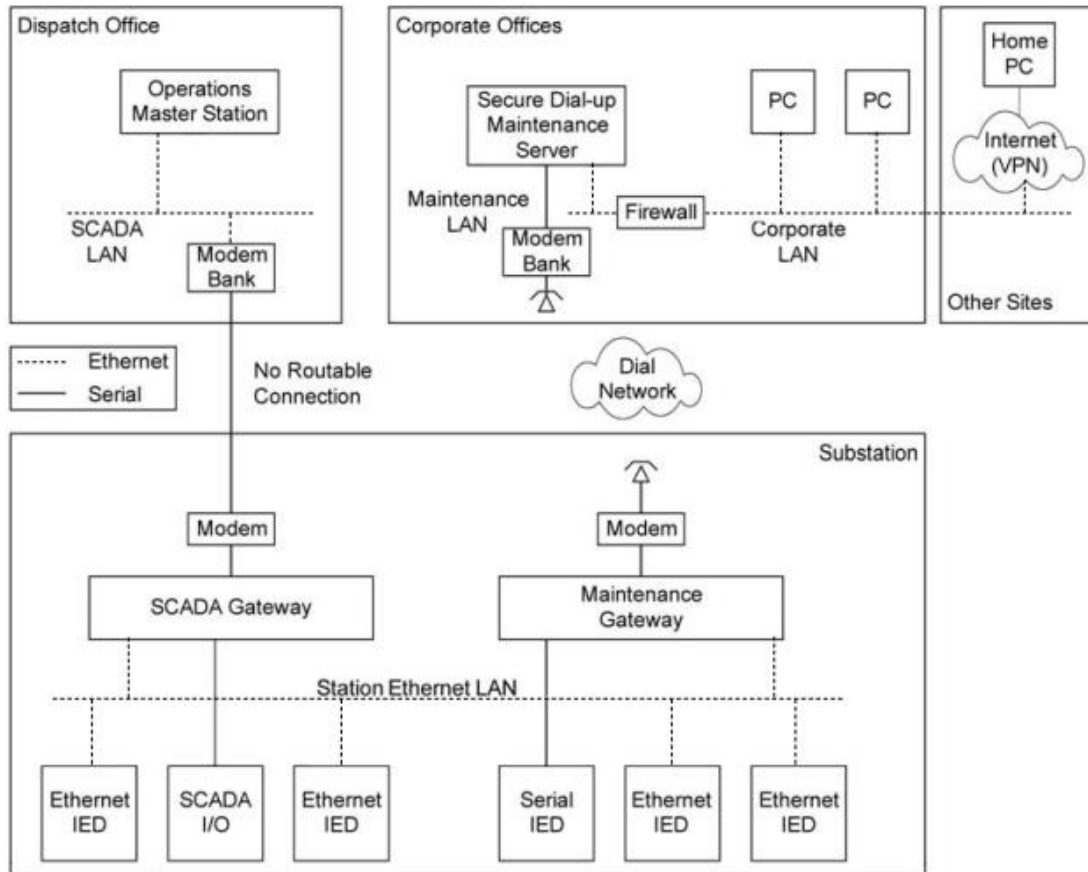 Dispatch Office
Operations
Master Station
SCADA
LAN
Modem
Bank
Corporate Offices
Secure Dial-up
Maintenance
Server
PC
PC
Maintenance
LAN
Firewall
Modem
Bank
Corporate
LAN
Home
PC
Internet
(VPN)
Other Sites
Ethernet
Serial
No Routable
Connection
Dial
Network
Substation
Modem
Modem
SCADA Gateway
Maintenance
Gateway
Station Ethernet LAN
Ethernet
IED
SCADA
I/O
Ethernet
IED
Serial
IED
Ethernet
IED
Ethernet
IED